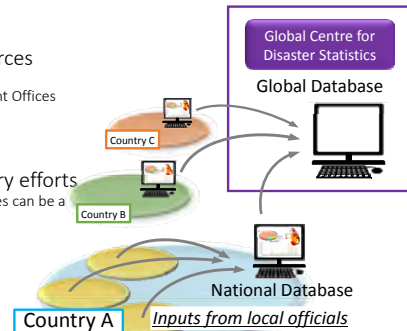 rces
nt Offices
ry efforts
es can be a
Global Centre for
Disaster Statistics
Global Database
Country C
Country B
National Database
Country A
Inputs from local officials